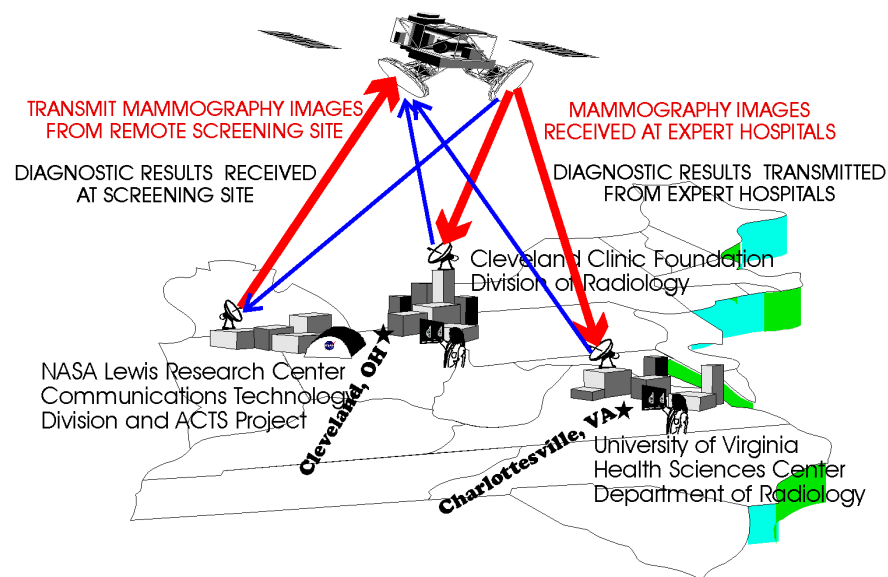 TRANSMIT MAMMOGRAPHY IMAGES
FROM REMOTE SCREENING SITE
MAMMOGRAPHY IMAGES
RECEIVED AT EXPERT HOSPITALS
DIAGNOSTIC RESULTS RECEIVED
AT SCREENING SITE
DIAGNOSTIC RESULTS TRANSMITTED
FROM EXPERT HOSPITALS
Cleveland Clinic Foundation
Division of Radiology
NASA Lewis Research Center
Communications Technology
Division and ACTS Project
Cleveland, OH
Charlottesville, VA
University of Virginia
Health Sciences Center
Department of Radiology